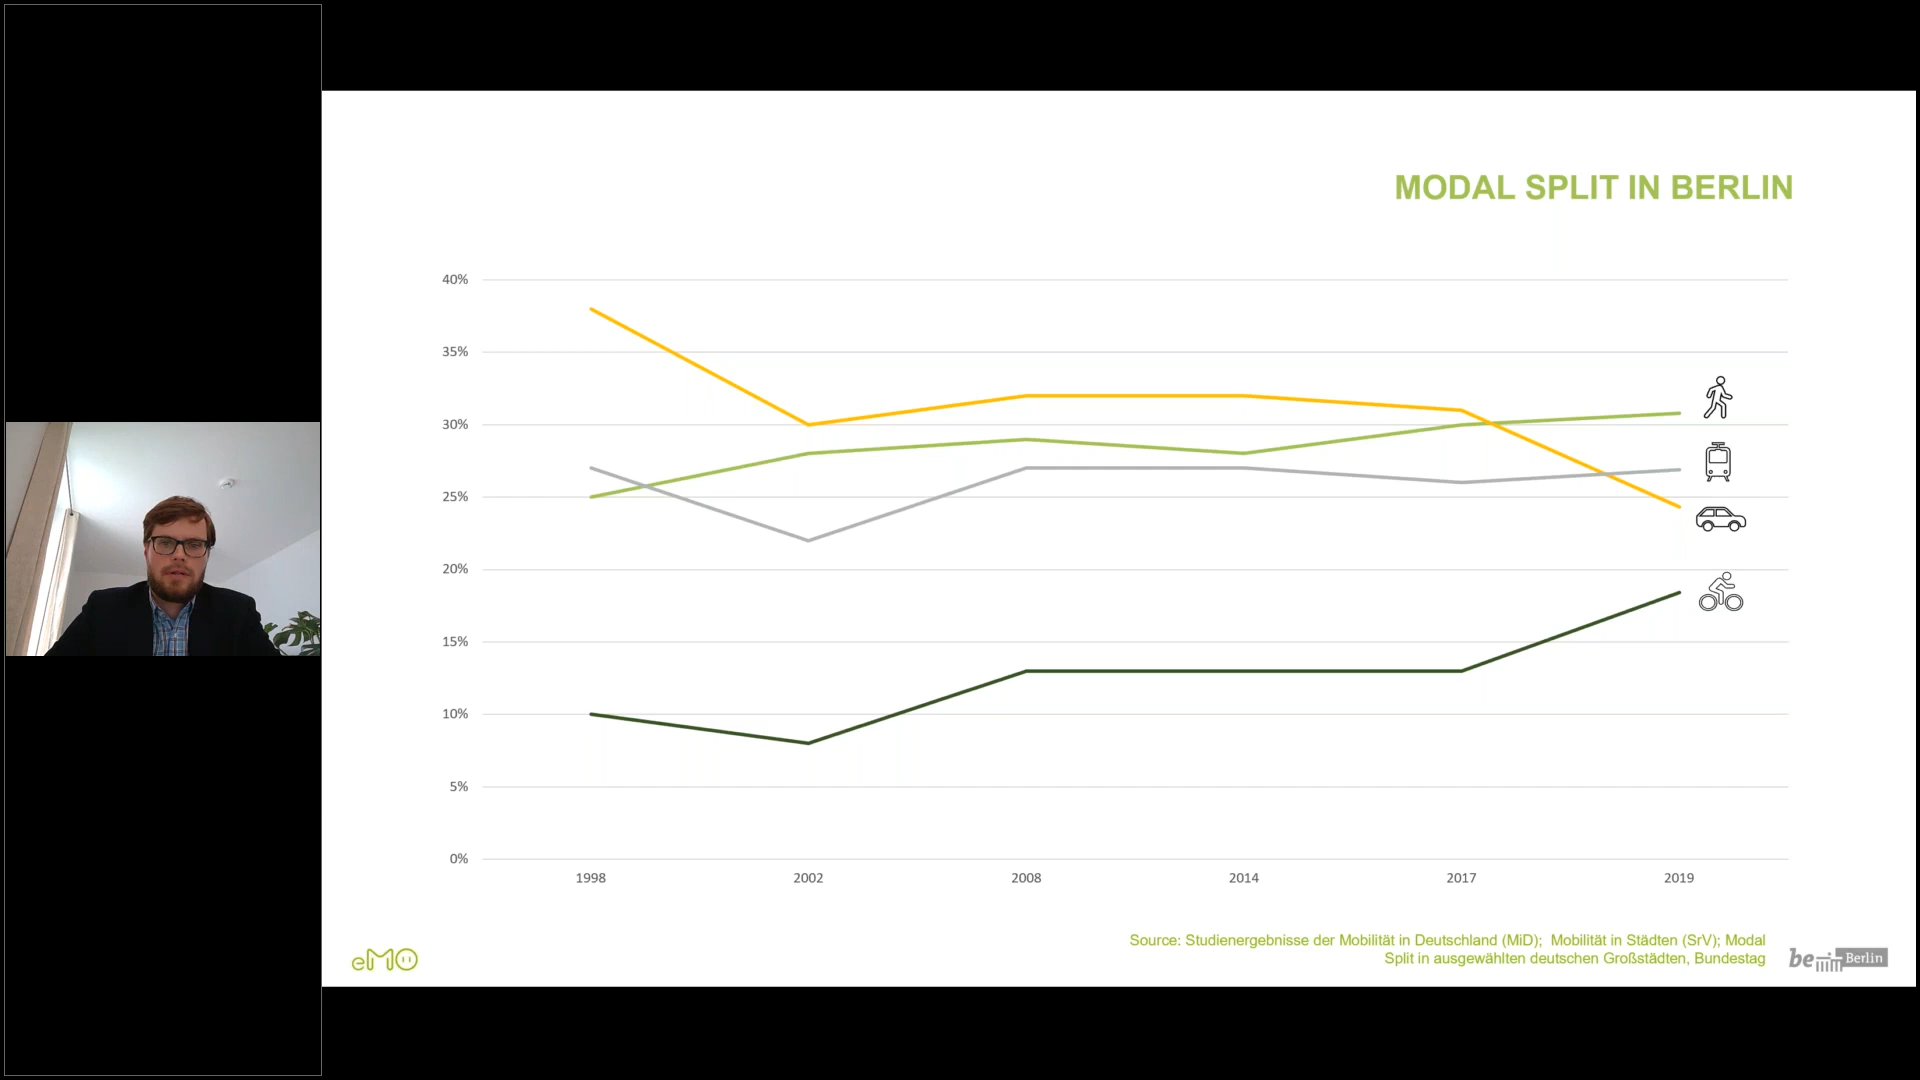 MODAL SPLIT IN BERLIN
40%
35%
30%
25%
20%
15%
10%
5%
0%
1998 2002 2008 2014 2017 2019
Source: Studienergebnisse der Mobilität in Deutschland (MiD); Mobilität in Städten (SrV); Modal
Split in ausgewählten deutschen Großstädten, Bundestag
eMO
be Berlin